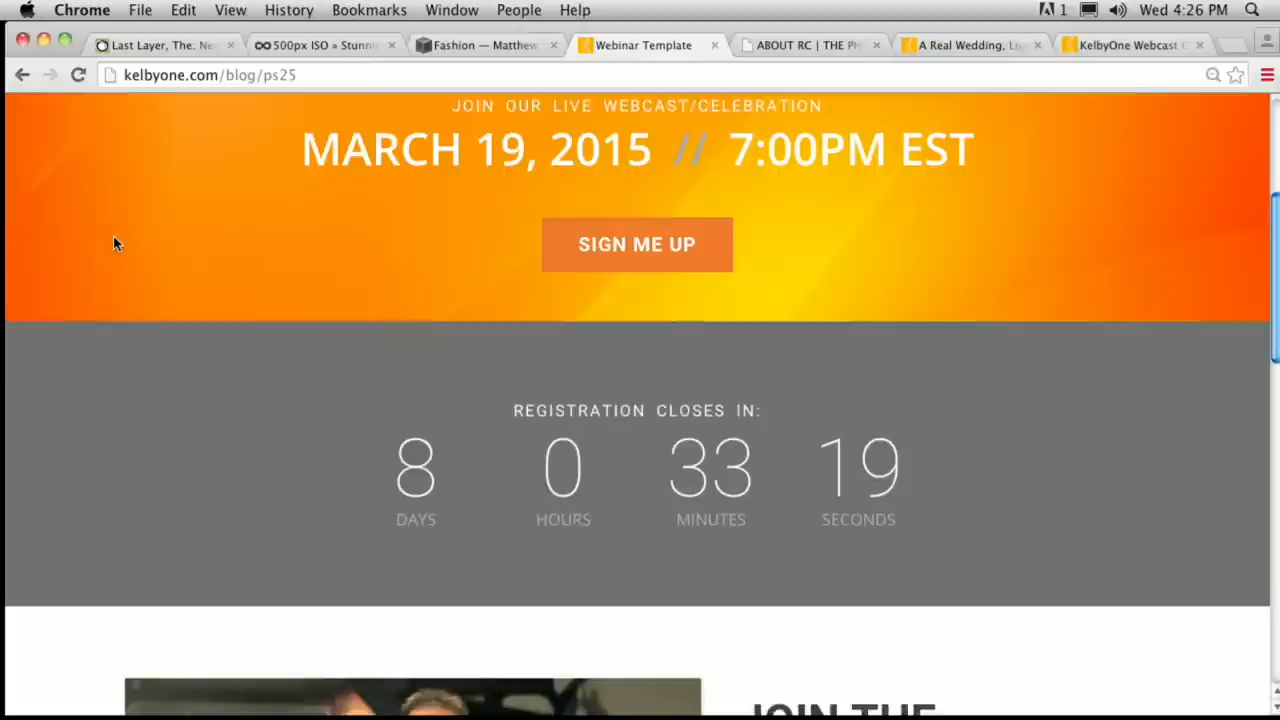 Chrome File Edit View History Bookmarks Window People Help 1 Wed 4:26 PM
Last Layer, The. Ne
500px ISO » Stunni
Fashion — Matthew
Webinar Template
ABOUT RC | THE PH
A Real Wedding, Li
KelbyOne Webcast
kelbyone.com/blog/ps25
JOIN OUR LIVE WEBCAST/CELEBRATION
MARCH 19, 2015 // 7:00PM EST
SIGN ME UP
REGISTRATION CLOSES IN:
8 0 33 19
DAYS HOURS MINUTES SECONDS
JOIN THE